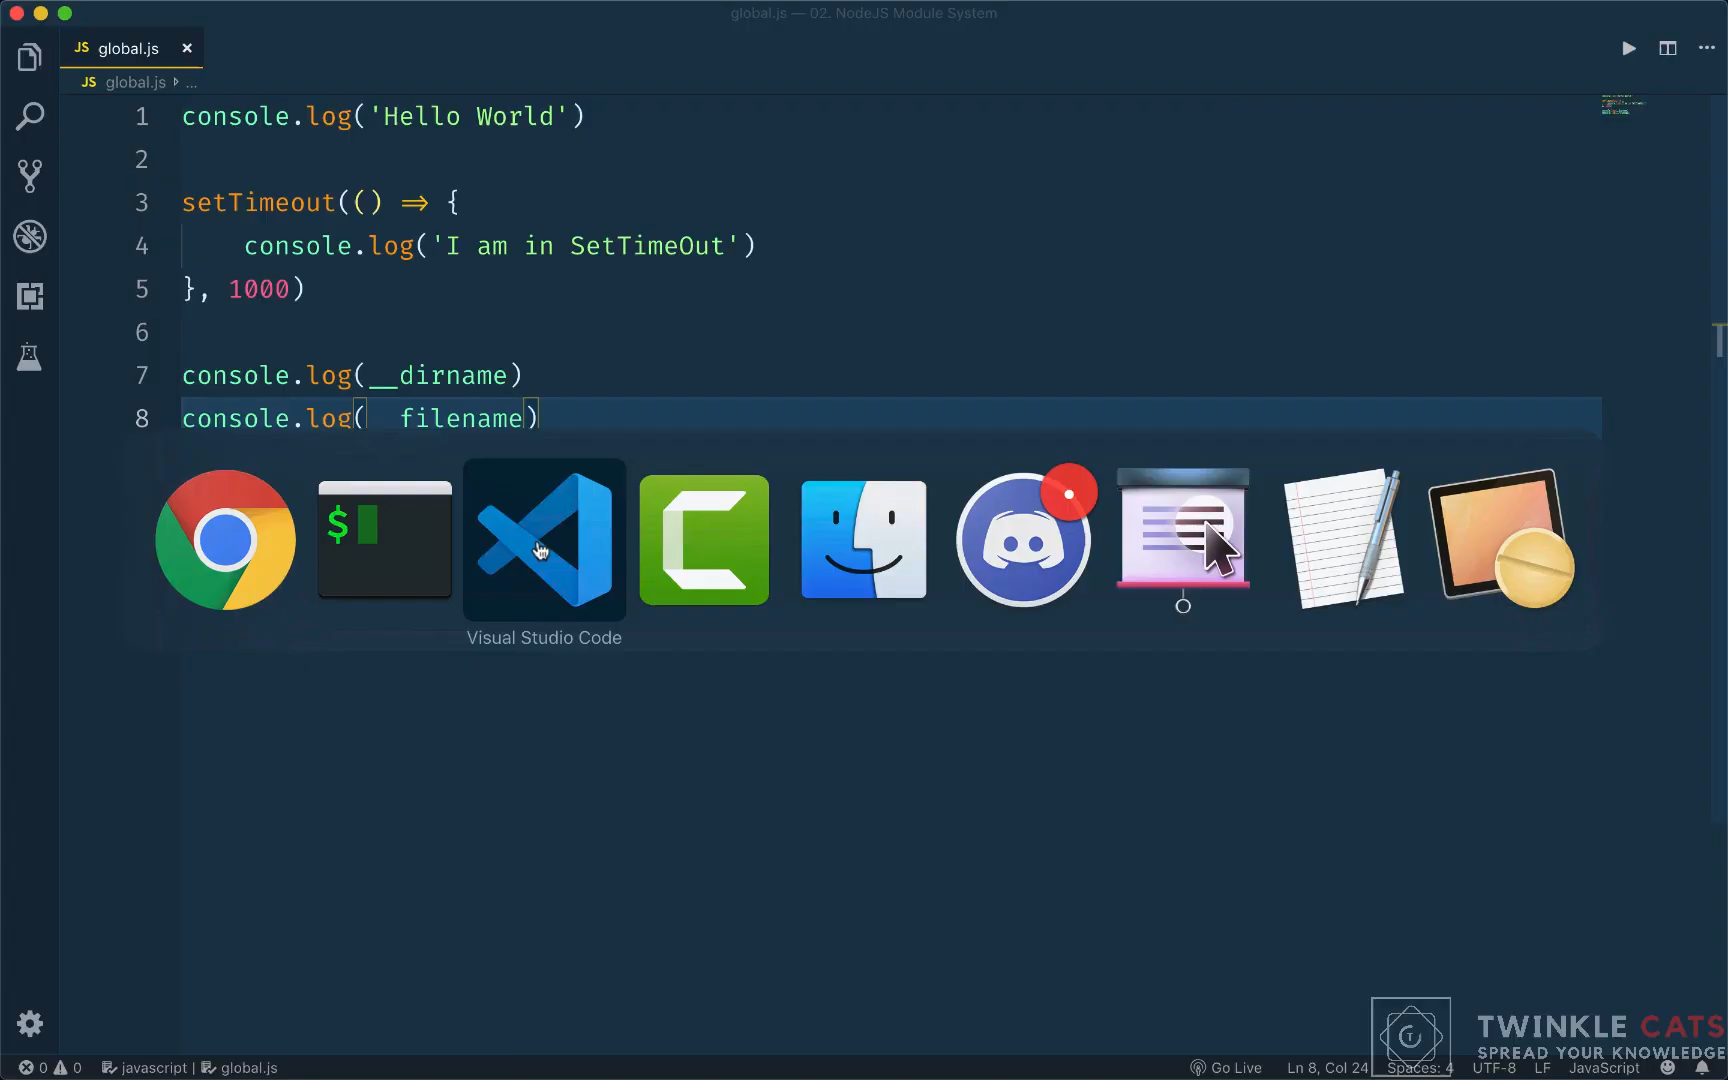 global.js — 02. NodeJS Module System
JS global.js ×
JS global.js ...
1 console.log('Hello World')
2
3 setTimeout(() => {
4 console.log('I am in SetTimeOut')
5 }, 1000)
6
7 console.log(__dirname)
8 console.log(__filename)
$
Visual Studio Code
TWINKLE CATS
SPREAD YOUR KNOWLEDGE
0 0 javascript | global.js Go Live Ln 8, Col 24 Spaces: 4 UTF-8 LF JavaScript